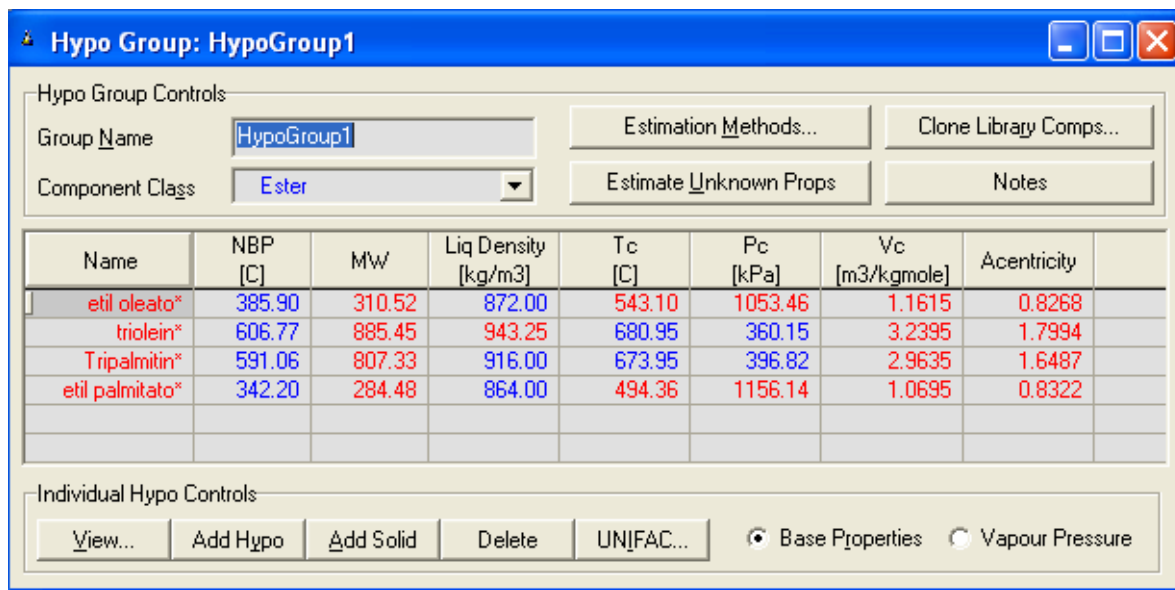 Hypo Group: HypoGroup1
Hypo Group Controls
Group Name HypoGroup1 Estimation Methods... Clone Library Comps...
Component Class Ester Estimate Unknown Props Notes
Name NBP [C] MW Liq Density [kg/m3] Tc [C] Pc [kPa] Vc [m3/kgmole] Acentricity
etil oleato* 385.90 310.52 872.00 543.10 1053.46 1.1615 0.8268
triolein* 606.77 885.45 943.25 680.95 360.15 3.2395 1.7994
Tripalmitin* 591.06 807.33 916.00 673.95 396.82 2.9635 1.6487
etil palmitato* 342.20 284.48 864.00 494.36 1156.14 1.0695 0.8322
Individual Hypo Controls
View... Add Hypo Add Solid Delete UNIFAC... Base Properties Vapour Pressure